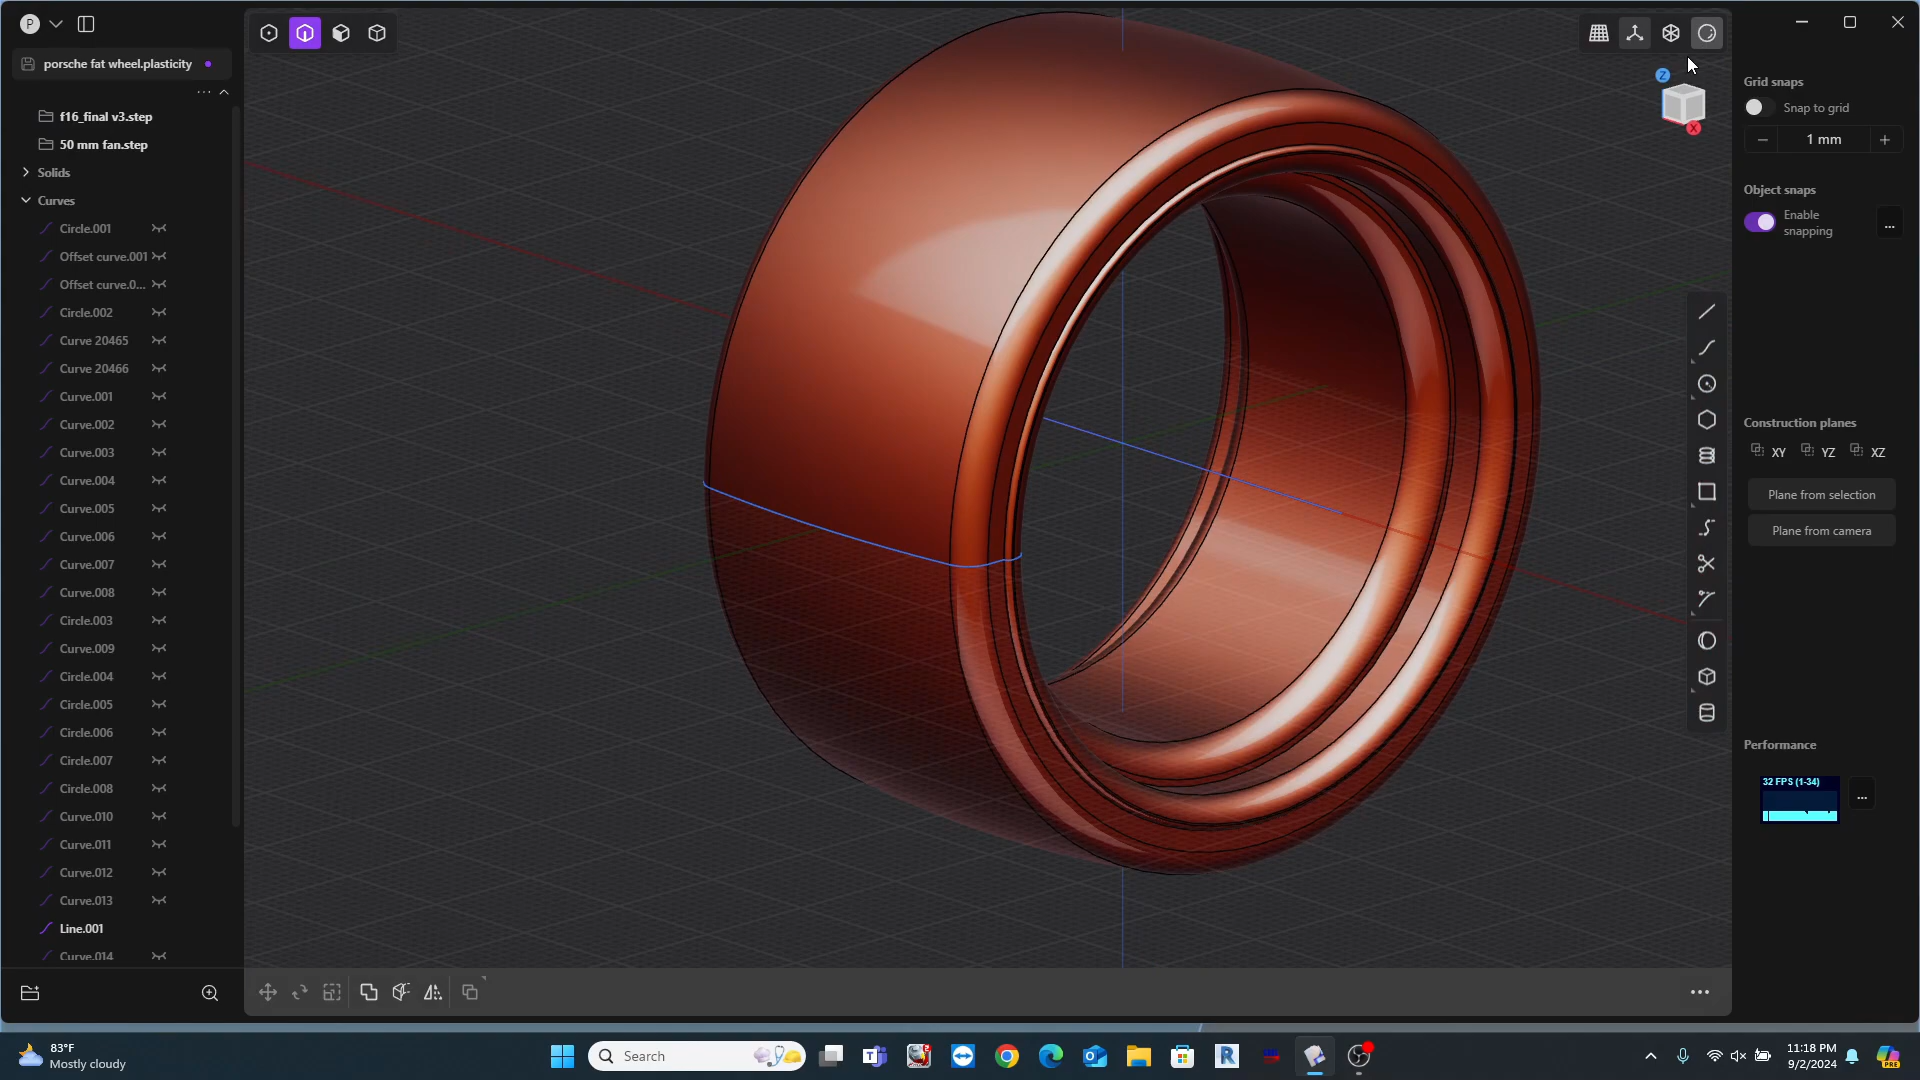 P
porsche fat wheel.plasticity
f16_final v3.step
50 mm fan.step
Solids
Curves
Circle.001
Offset curve.001
Offset curve.0...
Circle.002
Curve 20465
Curve 20466
Curve.001
Curve.002
Curve.003
Curve.004
Curve.005
Curve.006
Curve.007
Curve.008
Circle.003
Curve.009
Circle.004
Circle.005
Circle.006
Circle.007
Circle.008
Curve.010
Curve.011
Curve.012
Curve.013
Line.001
Curve.014
Z
X
Grid snaps
Snap to grid
1 mm
Object snaps
Enable
snapping
Construction planes
XY YZ XZ
Plane from selection
Plane from camera
Performance
32 FPS (1-34)
83°F
Mostly cloudy
Search
11:18 PM
9/2/2024
PRE